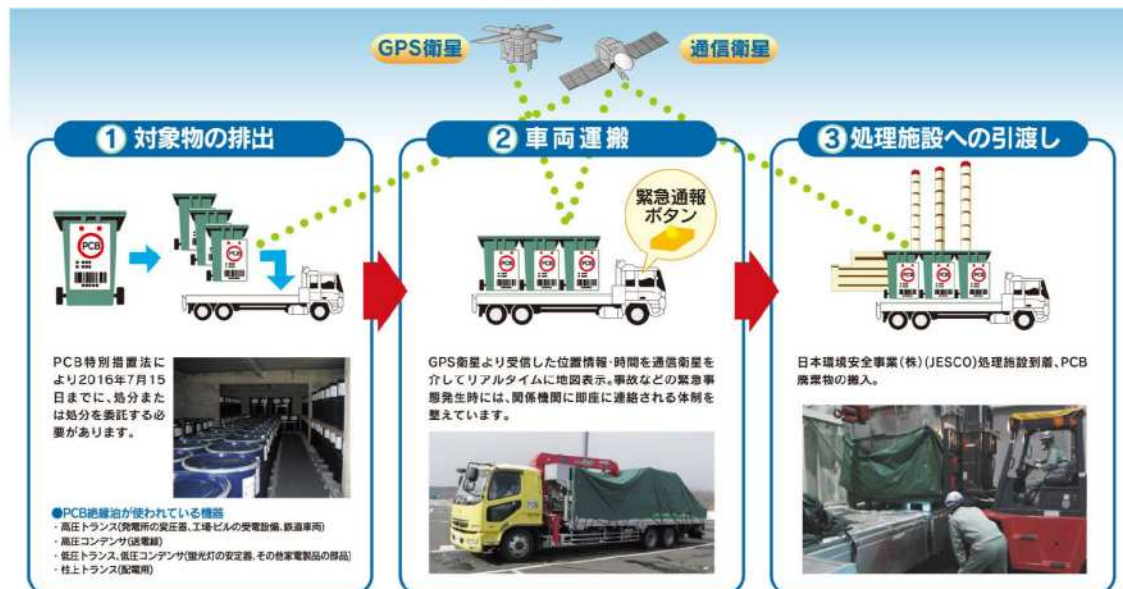 GPS衛星
通信衛星
① 対象物の排出
PCB
PCB
PCB特別措置法に
より2016年7月15
日までに、処分また
は処分を委託する必
要があります。
●PCB絶縁油が使われている機器
・高圧トランス(発電所の変圧器、工場・ビルの受電設備、鉄道車両)
・高圧コンデンサ(送電線)
・低圧トランス、低圧コンデンサ(蛍光灯の安定器、その他家電製品の部品)
・柱上トランス(配電用)
② 車両運搬
緊急通報
ボタン
PCB PCB PCB
GPS衛星より受信した位置情報・時間を通信衛星を
介してリアルタイムに地図表示。事故などの緊急事
態発生時には、関係機関に即座に連絡される体制を
整えています。
③ 処理施設への引渡し
PCB PCB PCB
日本環境安全事業(株)(JESCO)処理施設到着、PCB
廃棄物の搬入。